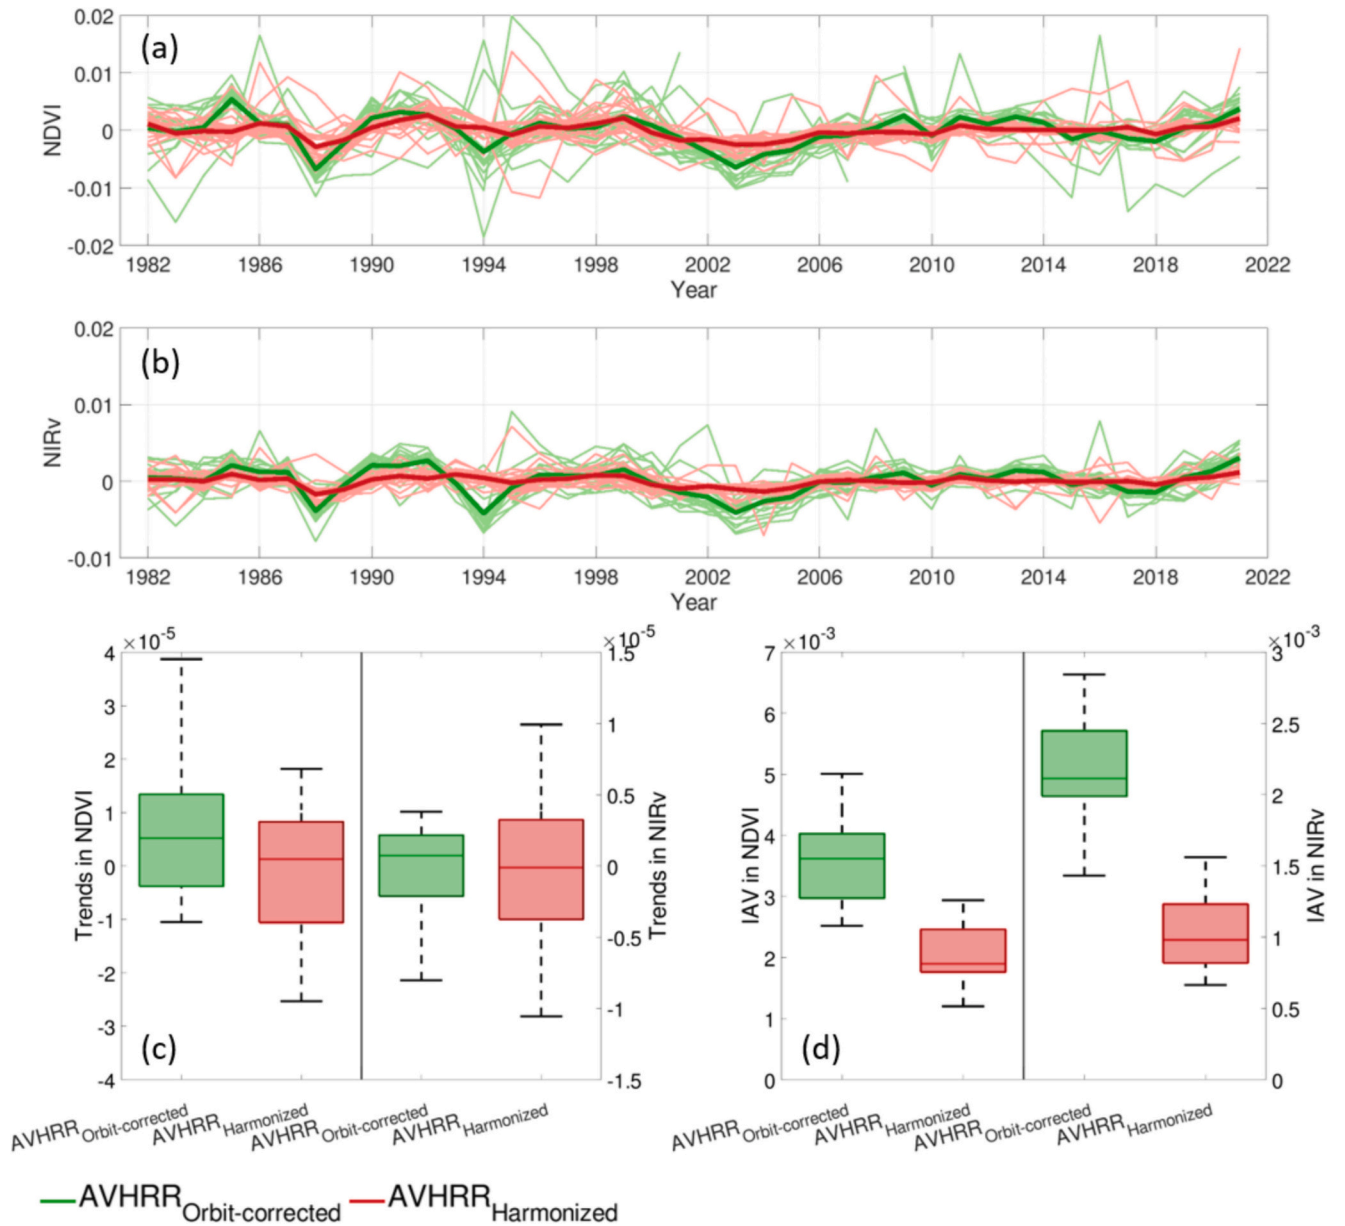 (a)
NDVI
0.02
0.01
0
-0.01
-0.02
1982 1986 1990 1994 1998 2002 2006 2010 2014 2018 2022
Year
(b)
NIRv
0.02
0.01
0
-0.01
1982 1986 1990 1994 1998 2002 2006 2010 2014 2018 2022
Year
×10-5
4
3
2
1
0
-1
-2
-3
-4
Trends in NDVI
(c)
×10-5
1.5
1
0.5
0
-0.5
-1
-1.5
Trends in NIRv
AVHRR Orbit-corrected
AVHRR Harmonized
AVHRR Orbit-corrected
AVHRR Harmonized
×10-3
7
6
5
4
3
2
1
0
IAV in NDVI
(d)
×10-3
3
2.5
2
1.5
1
0.5
0
IAV in NIRv
AVHRR Orbit-corrected
AVHRR Harmonized
AVHRR Orbit-corrected
AVHRR Harmonized
AVHRR Orbit-corrected AVHRR Harmonized